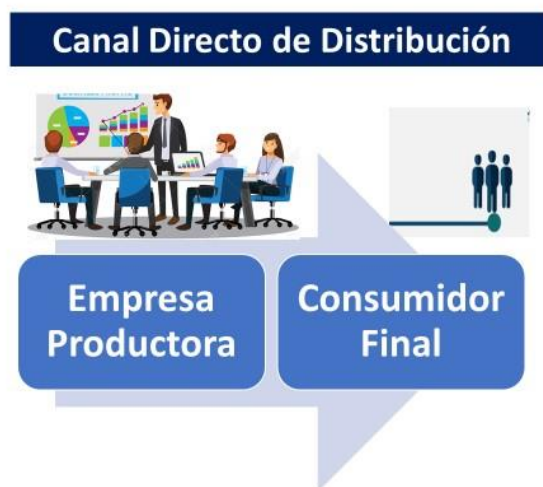 Canal Directo de Distribución
Empresa
Productora
Consumidor
Final